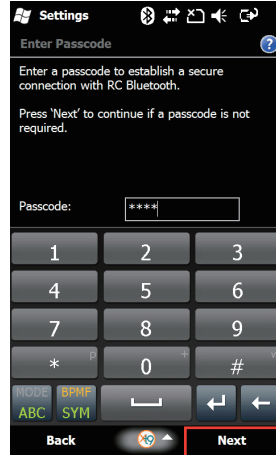 Settings
Enter Passcode
?
Enter a passcode to establish a secure
connection with RC Bluetooth.
Press 'Next' to continue if a passcode is not
required.
Passcode: ****
1 2 3
4 5 6
7 8 9
* p 0 + #
MODE BPMF
ABC SYM
Back Next